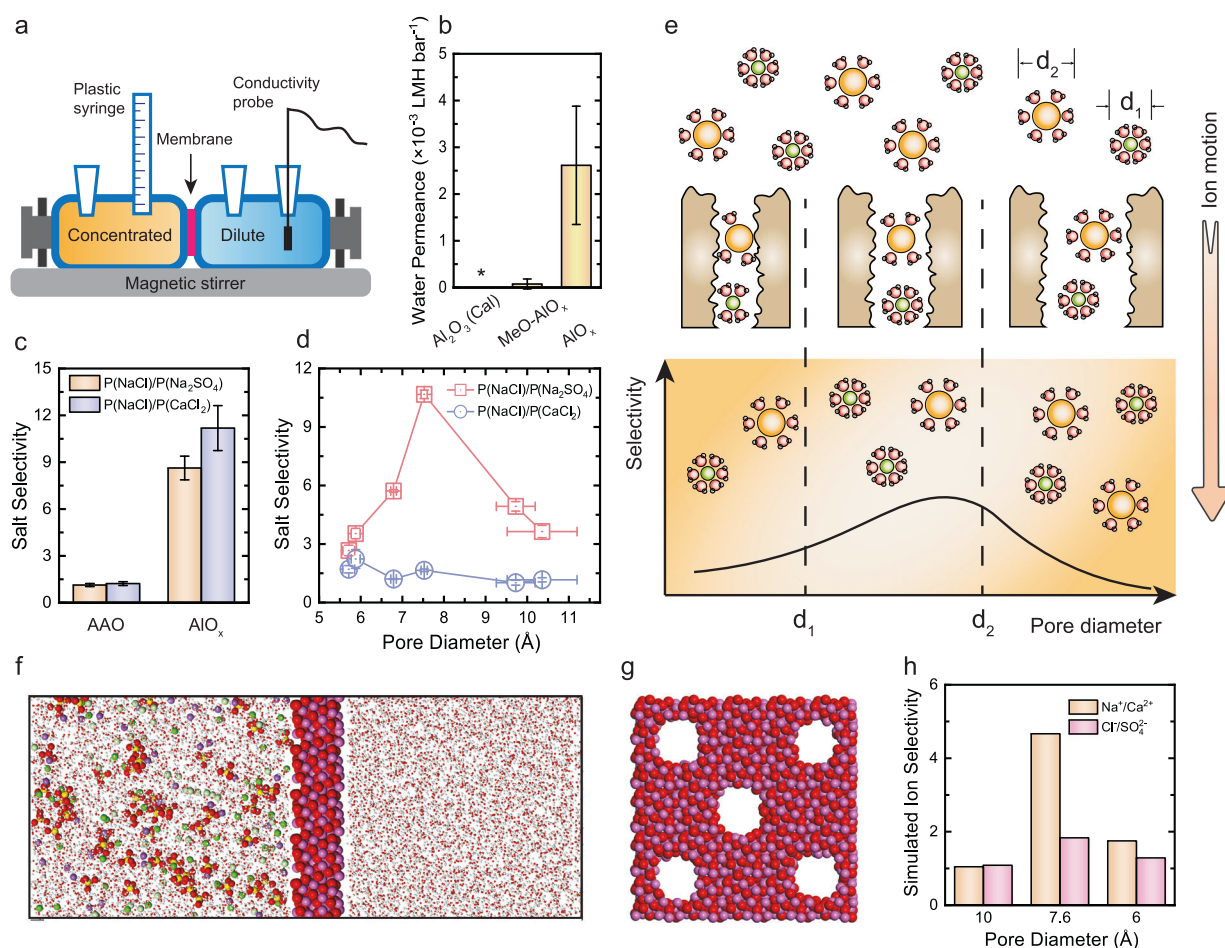 a
Plastic
syringe
Conductivity
probe
Membrane
Concentrated
Dilute
Magnetic stirrer
b
Water Permeance (×10⁻³ LMH bar⁻¹)
5
4
3
2
1
0
*
Al₂O₃ (Cal)
MeO-AlOₓ
AlOₓ
c
P(NaCl)/P(Na₂SO₄)
P(NaCl)/P(CaCl₂)
Salt Selectivity
15
12
9
6
3
0
AAO
AlOₓ
d
P(NaCl)/P(Na₂SO₄)
P(NaCl)/P(CaCl₂)
Salt Selectivity
12
9
6
3
0
5 6 7 8 9 10 11
Pore Diameter (Å)
e
d₂
d₁
Ion motion
Selectivity
d₁
d₂
Pore diameter
f
g
h
Simulated Ion Selectivity
6
4
2
0
Na⁺/Ca²⁺
Cl⁻/SO₄²⁻
10 7.6 6
Pore Diameter (Å)